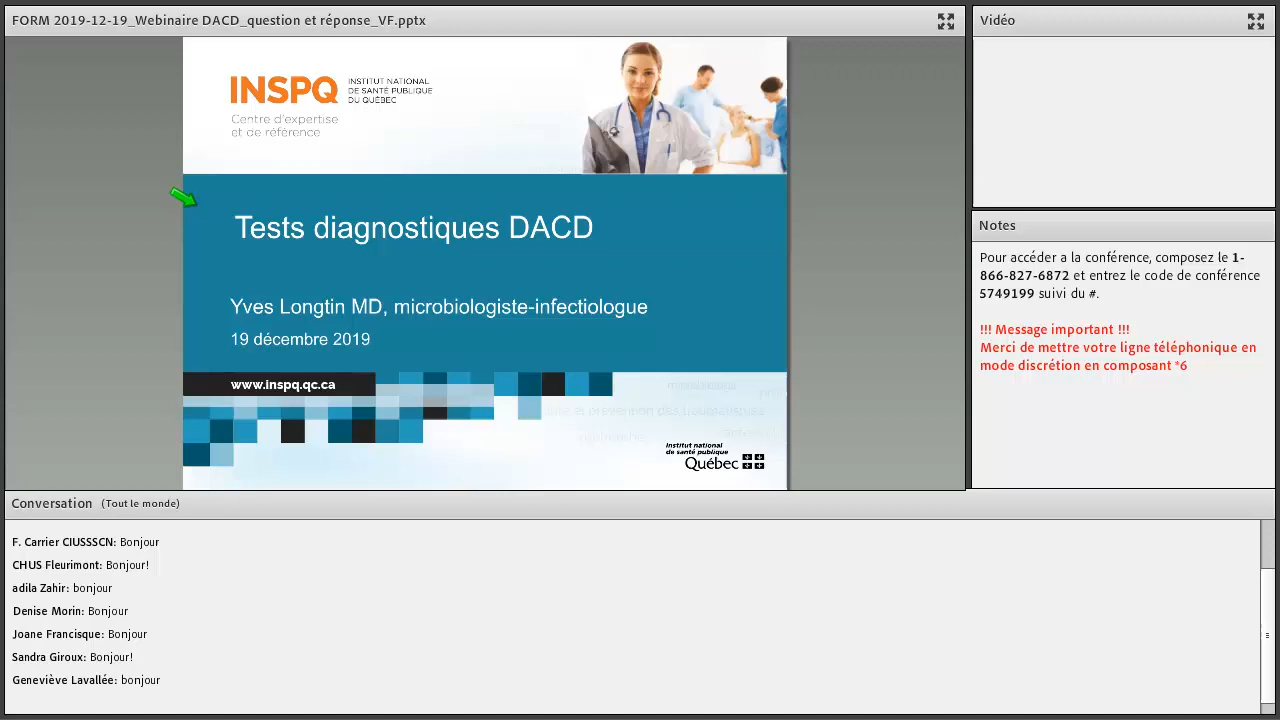 FORM 2019-12-19_Webinaire DACD_question et réponse_VF.pptx
INSPQ
INSTITUT NATIONAL
DE SANTÉ PUBLIQUE
DU QUÉBEC
Centre d'expertise
et de référence
Tests diagnostiques DACD
Yves Longtin MD, microbiologiste-infectiologue
19 décembre 2019
www.inspq.qc.ca
et prévention des traumatismes
Institut national
de santé publique
Québec
Vidéo
Notes
Pour accéder a la conférence, composez le 1-
866-827-6872 et entrez le code de conférence
5749199 suivi du #.
!!! Message important !!!
Merci de mettre votre ligne téléphonique en
mode discrétion en composant *6
Conversation (Tout le monde)
F. Carrier CIUSSSCN: Bonjour
CHUS Fleurimont: Bonjour!
adila Zahir: bonjour
Denise Morin: Bonjour
Joane Francisque: Bonjour
Sandra Giroux: Bonjour!
Geneviève Lavallée: bonjour